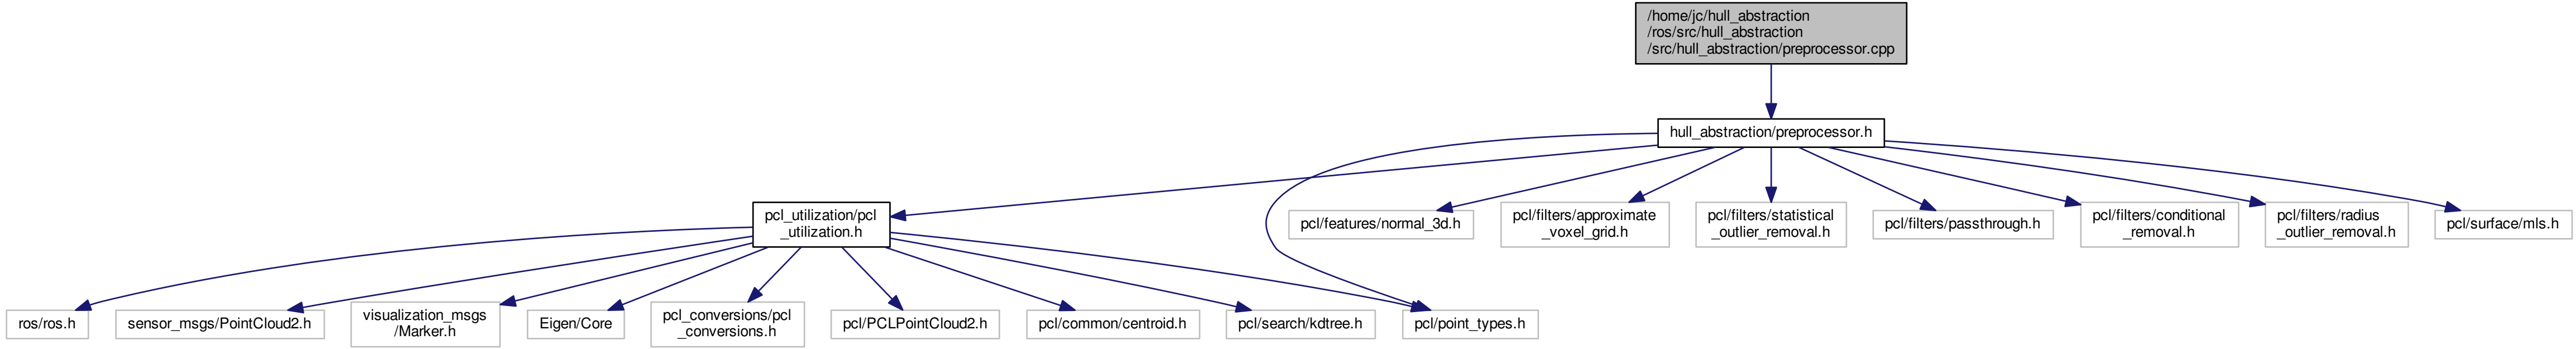 /home/jc/hull_abstraction
/ros/src/hull_abstraction
/src/hull_abstraction/preprocessor.cpp
hull_abstraction/preprocessor.h
pcl_utilization/pcl
_utilization.h
pcl/features/normal_3d.h
pcl/filters/approximate
_voxel_grid.h
pcl/filters/statistical
_outlier_removal.h
pcl/filters/passthrough.h
pcl/filters/conditional
_removal.h
pcl/filters/radius
_outlier_removal.h
pcl/surface/mls.h
ros/ros.h
sensor_msgs/PointCloud2.h
visualization_msgs
/Marker.h
Eigen/Core
pcl_conversions/pcl
_conversions.h
pcl/PCLPointCloud2.h
pcl/common/centroid.h
pcl/search/kdtree.h
pcl/point_types.h